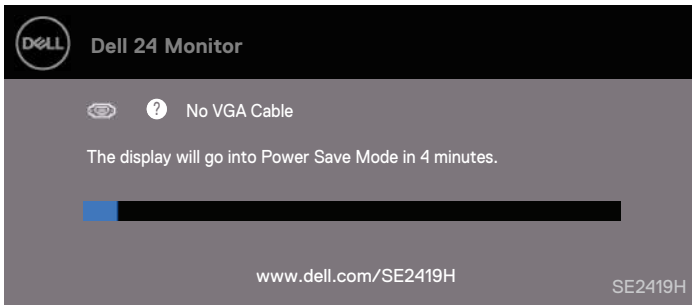 DELL
Dell 24 Monitor
? No VGA Cable
The display will go into Power Save Mode in 4 minutes.
www.dell.com/SE2419H
SE2419H